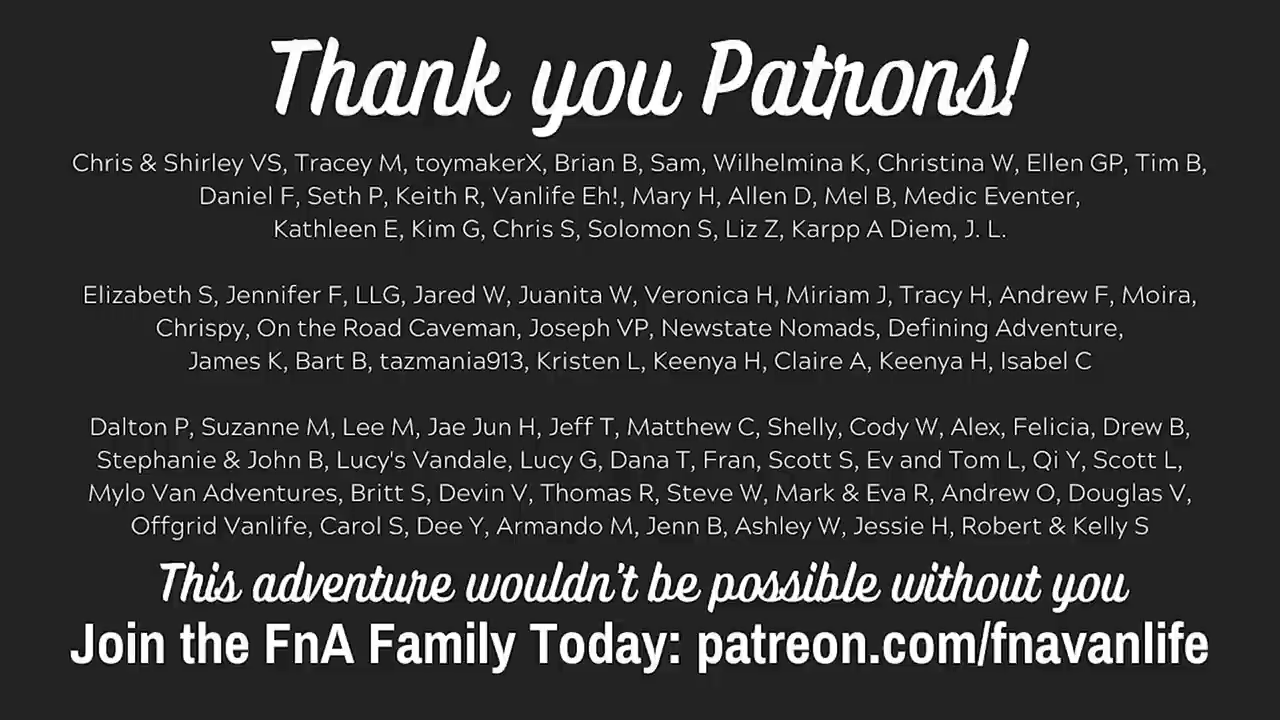 Thank you Patrons!
Chris & Shirley VS, Tracey M, toymakerX, Brian B, Sam, Wilhelmina K, Christina W, Ellen GP, Tim B,
Daniel F, Seth P, Keith R, Vanlife Eh!, Mary H, Allen D, Mel B, Medic Eventer,
Kathleen E, Kim G, Chris S, Solomon S, Liz Z, Karpp A Diem, J. L.
Elizabeth S, Jennifer F, LLG, Jared W, Juanita W, Veronica H, Miriam J, Tracy H, Andrew F, Moira,
Chrispy, On the Road Caveman, Joseph VP, Newstate Nomads, Defining Adventure,
James K, Bart B, tazmania913, Kristen L, Keenya H, Claire A, Keenya H, Isabel C
Dalton P, Suzanne M, Lee M, Jae Jun H, Jeff T, Matthew C, Shelly, Cody W, Alex, Felicia, Drew B,
Stephanie & John B, Lucy's Vandale, Lucy G, Dana T, Fran, Scott S, Ev and Tom L, Qi Y, Scott L,
Mylo Van Adventures, Britt S, Devin V, Thomas R, Steve W, Mark & Eva R, Andrew O, Douglas V,
Offgrid Vanlife, Carol S, Dee Y, Armando M, Jenn B, Ashley W, Jessie H, Robert & Kelly S
This adventure wouldn't be possible without you
Join the FnA Family Today: patreon.com/fnavanlife